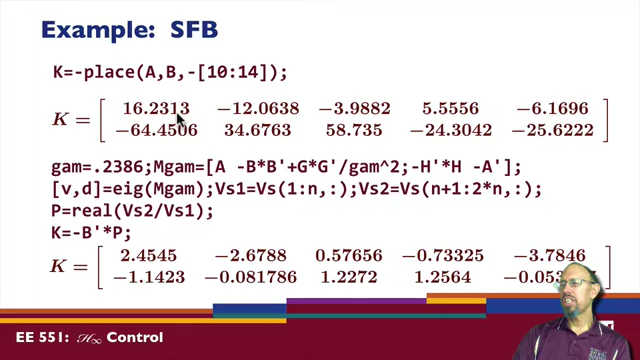 Example: SFB
K=-place(A,B,-[10:14]);
K = [ 16.2313 −12.0638 −3.9882 5.5556 −6.1696
−64.4506 34.6763 58.735 −24.3042 −25.6222 ]
gam=.2386;Mgam=[A -B*B'+G*G'/gam^2;-H'*H -A'];
[v,d]=eig(Mgam);Vs1=Vs(1:n,:);Vs2=Vs(n+1:2*n,:);
P=real(Vs2/Vs1);
K=-B'*P;
K = [ 2.4545 −2.6788 0.57656 −0.73325 −3.7846
−1.1423 −0.081786 1.2272 1.2564 ]
EE 551: ℋ∞ Control